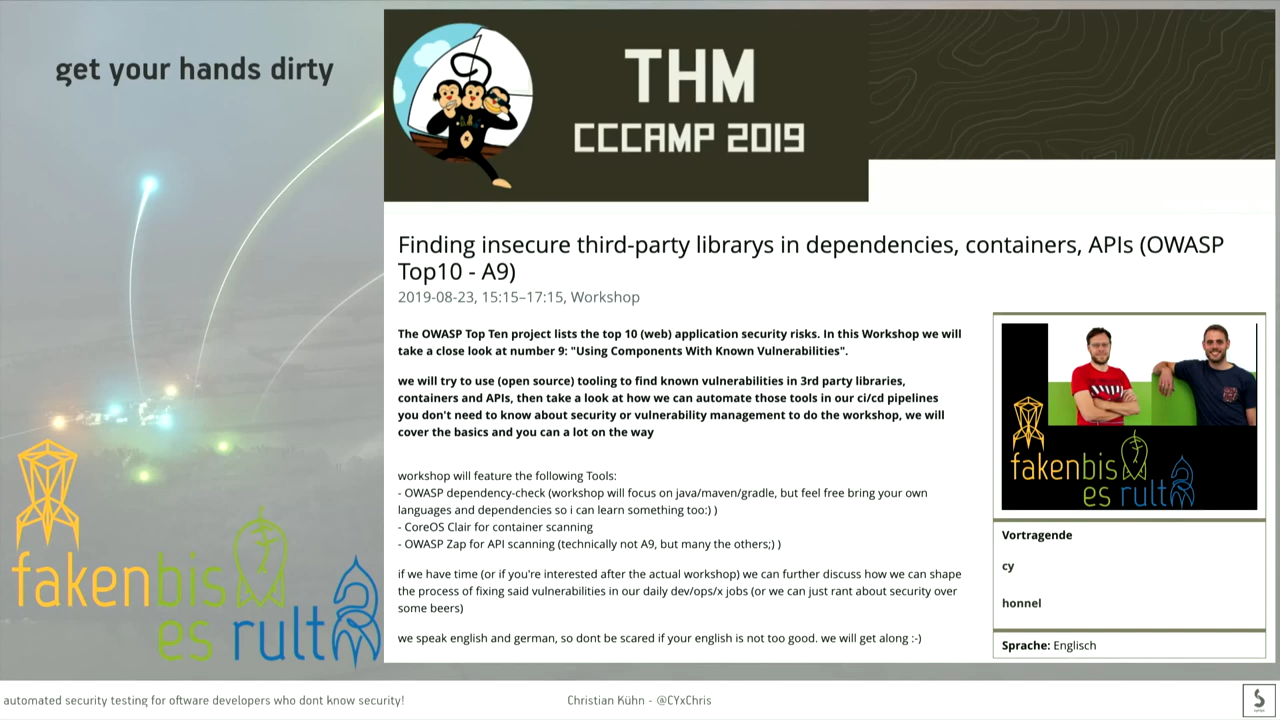 get your hands dirty
THM
CCCAMP 2019
Finding insecure third-party librarys in dependencies, containers, APIs (OWASP
Top10 - A9)
2019-08-23, 15:15–17:15, Workshop
The OWASP Top Ten project lists the top 10 (web) application security risks. In this Workshop we will
take a close look at number 9: "Using Components With Known Vulnerabilities".
we will try to use (open source) tooling to find known vulnerabilities in 3rd party libraries,
containers and APIs, then take a look at how we can automate those tools in our ci/cd pipelines
you don't need to know about security or vulnerability management to do the workshop, we will
cover the basics and you can a lot on the way
workshop will feature the following Tools:
- OWASP dependency-check (workshop will focus on java/maven/gradle, but feel free bring your own
languages and dependencies so i can learn something too:) )
- CoreOS Clair for container scanning
- OWASP Zap for API scanning (technically not A9, but many the others;) )
if we have time (or if you're interested after the actual workshop) we can further discuss how we can shape
the process of fixing said vulnerabilities in our daily dev/ops/x jobs (or we can just rant about security over
some beers)
we speak english and german, so dont be scared if your english is not too good. we will get along :-)
fakenbis
es rult
Vortragende
cy
honnel
Sprache: Englisch
fakenbis
es rult
automated security testing for oftware developers who dont know security!
Christian Kühn - @CYxChris